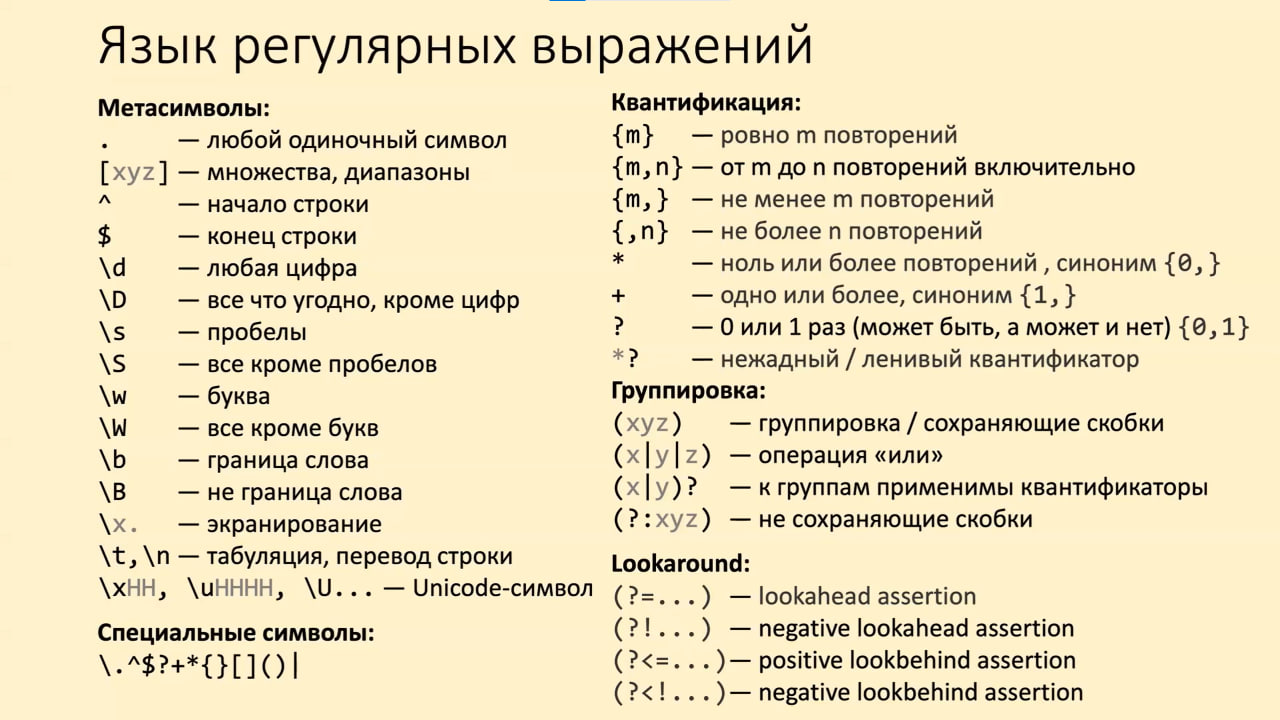 Язык регулярных выражений
Метасимволы:
. — любой одиночный символ
[xyz] — множества, диапазоны
^ — начало строки
$ — конец строки
\d — любая цифра
\D — все что угодно, кроме цифр
\s — пробелы
\S — все кроме пробелов
\w — буква
\W — все кроме букв
\b — граница слова
\B — не граница слова
\x. — экранирование
\t,\n — табуляция, перевод строки
\xHH, \uHHHH, \U... — Unicode-символ
Специальные символы:
\.^$?+*{}[]()|
Квантификация:
{m} — ровно m повторений
{m,n} — от m до n повторений включительно
{m,} — не менее m повторений
{,n} — не более n повторений
* — ноль или более повторений , синоним {0,}
+ — одно или более, синоним {1,}
? — 0 или 1 раз (может быть, а может и нет) {0,1}
*? — нежадный / ленивый квантификатор
Группировка:
(xyz) — группировка / сохраняющие скобки
(x|y|z) — операция «или»
(x|y)? — к группам применимы квантификаторы
(?:xyz) — не сохраняющие скобки
Lookaround:
(?=...) — lookahead assertion
(?!...) — negative lookahead assertion
(?<=...) — positive lookbehind assertion
(?<!...) — negative lookbehind assertion